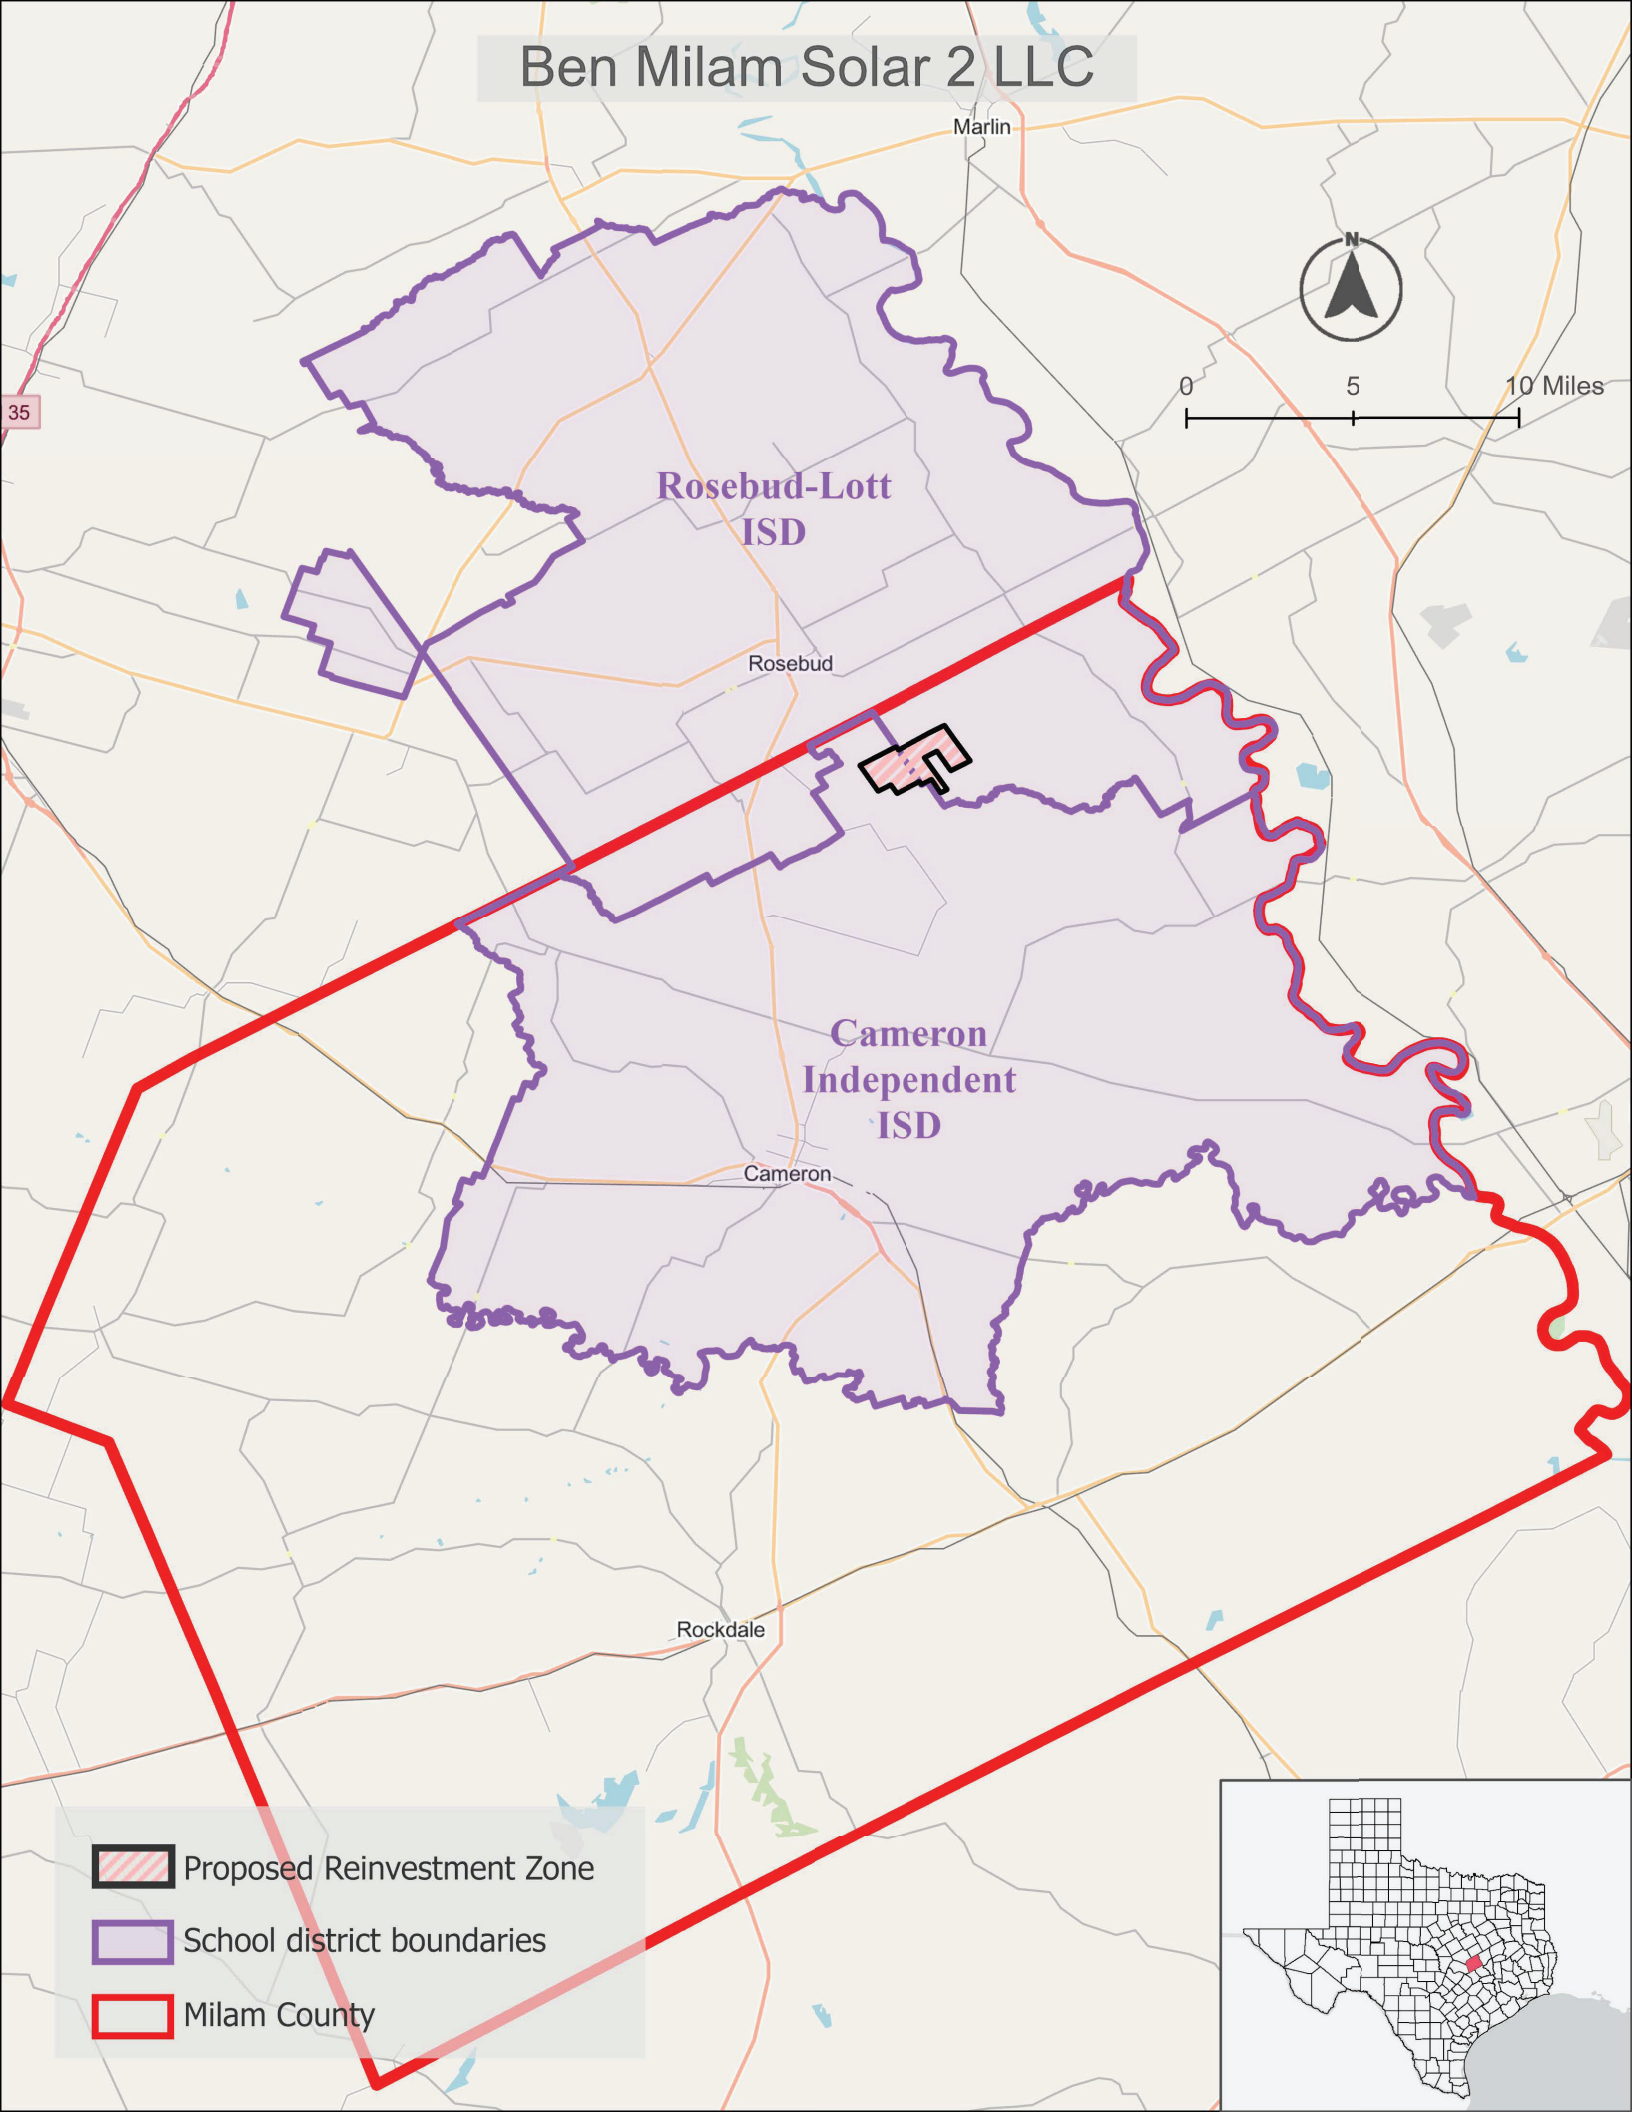 Ben Milam Solar 2 LLC
Marlin
N
0 5 10 Miles
35
Rosebud-Lott
ISD
Rosebud
Cameron
Independent
ISD
Cameron
Rockdale
Proposed Reinvestment Zone
School district boundaries
Milam County